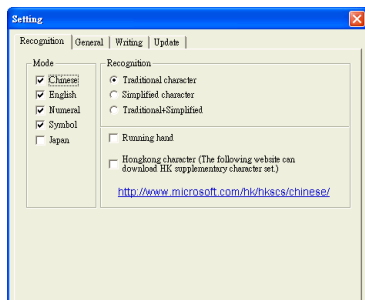 Setting
Recognition General Writing Update
Mode
Chinese
English
Numeral
Symbol
Japan
Recognition
Traditional character
Simplified character
Traditional+Simplified
Running hand
Hongkong character (The following website can
download HK supplementary character set.)
http://www.microsoft.com/hk/hkscs/chinese/